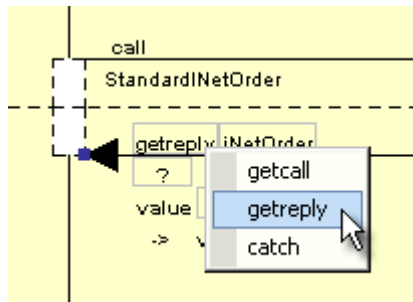 call
StandardINetOrder
getreply iNetOrder
?
value
->
getcall
getreply
catch